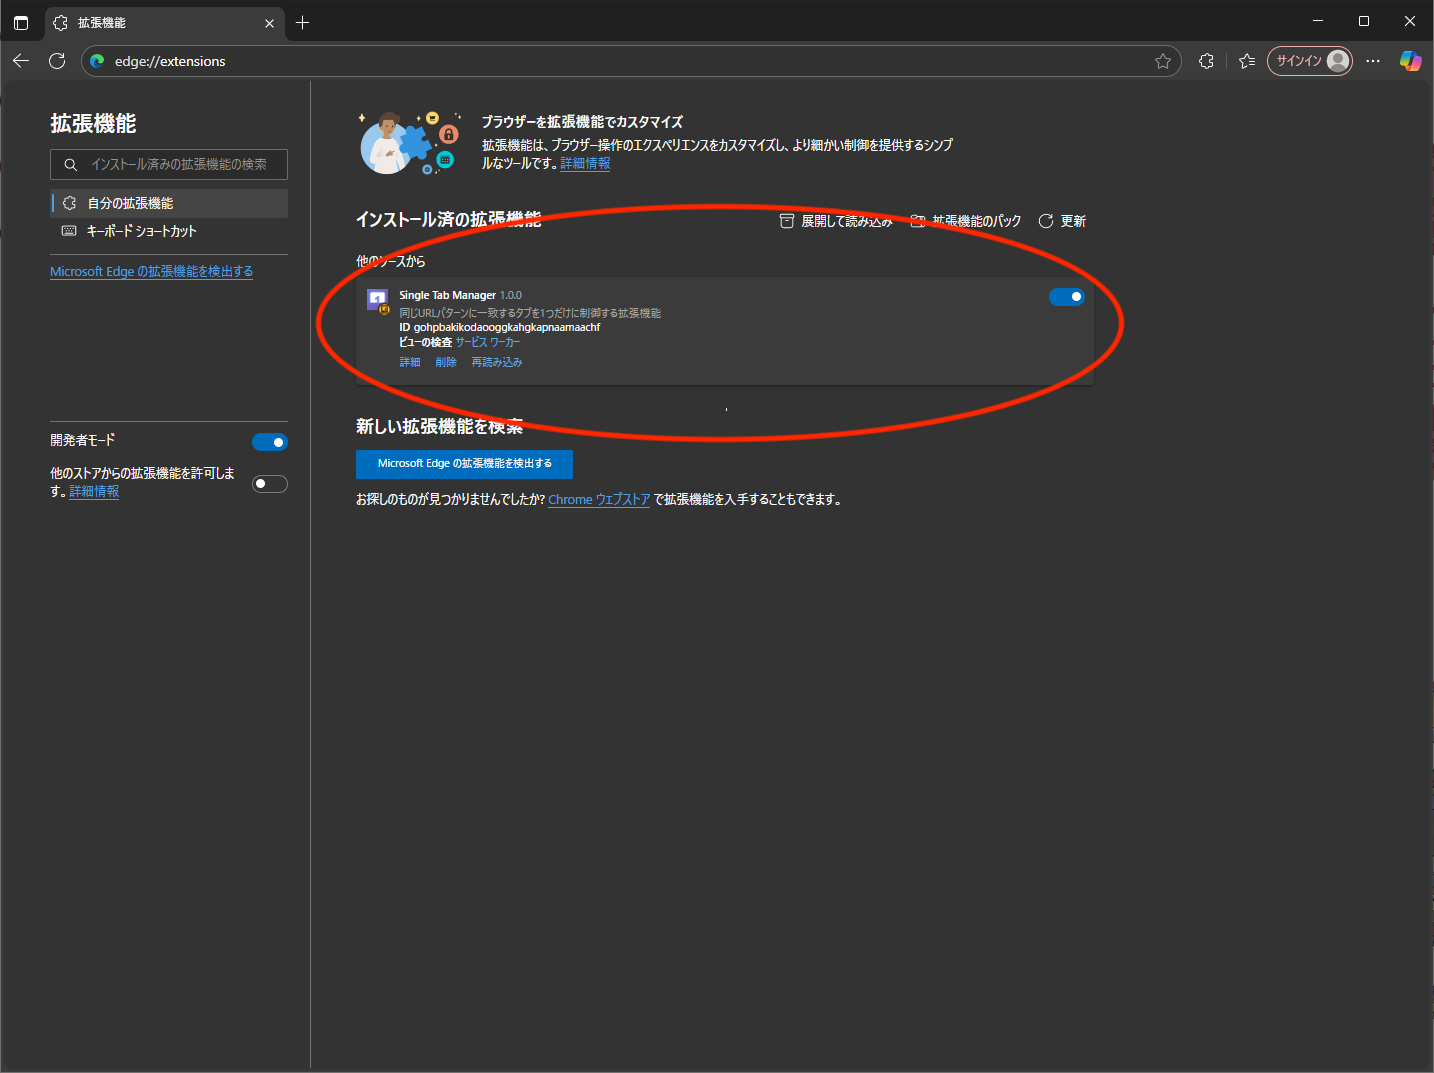 拡張機能
edge://extensions
サインイン
拡張機能
インストール済みの拡張機能の検索
自分の拡張機能
キーボード ショートカット
Microsoft Edge の拡張機能を検出する
開発者モード
他のストアからの拡張機能を許可しま
す。詳細情報
ブラウザーを拡張機能でカスタマイズ
拡張機能は、ブラウザー操作のエクスペリエンスをカスタマイズし、より細かい制御を提供するシンプ
ルなツールです。詳細情報
インストール済の拡張機能
展開して読み込み
拡張機能のパック
更新
他のソースから
Single Tab Manager 1.0.0
同じURLパターンに一致するタブを1つだけに制御する拡張機能
ID gohpbakikodaooggkahgkapnaamaachf
ビューの検査 サービス ワーカー
詳細 削除 再読み込み
新しい拡張機能を検索
Microsoft Edge の拡張機能を検出する
お探しのものが見つかりませんでしたか? Chrome ウェブストア で拡張機能を入手することもできます。